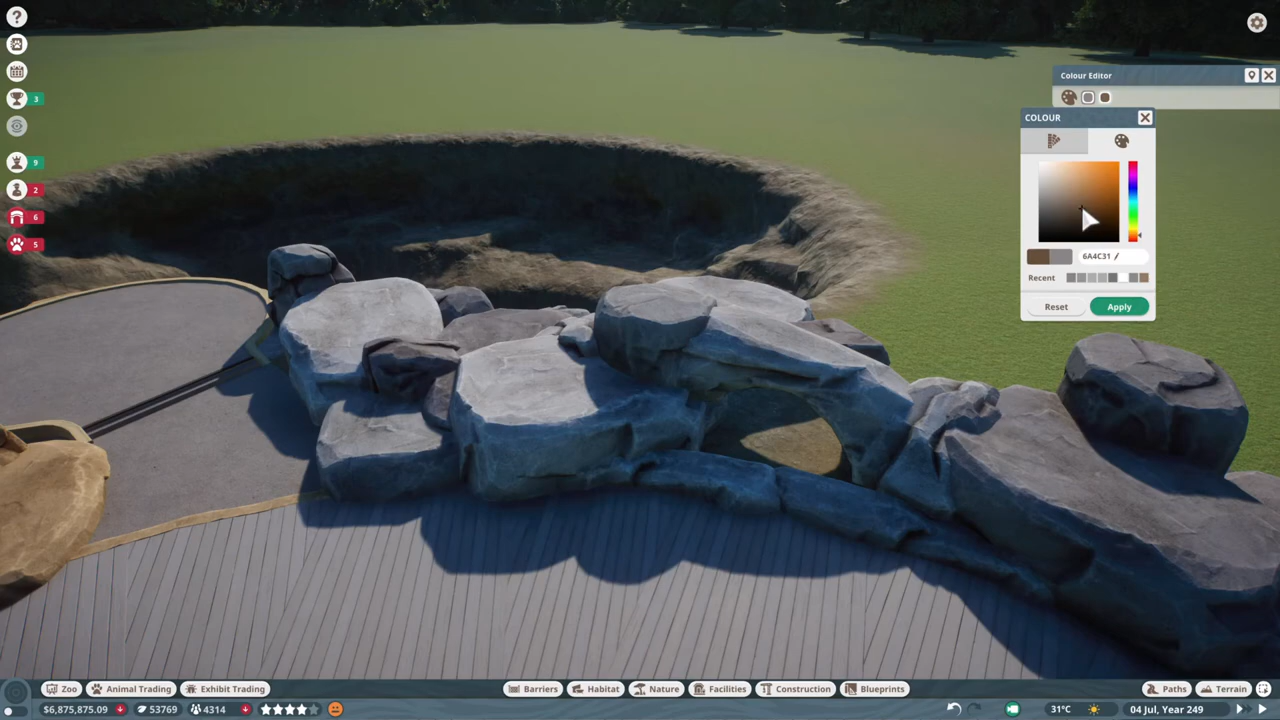 ?
3
9
2
6
5
Colour Editor
COLOUR
6A4C31
Recent
Reset
Apply
Zoo
Animal Trading
Exhibit Trading
Barriers
Habitat
Nature
Facilities
Construction
Blueprints
Paths
Terrain
$6,875,875.09
53769
4314
31°C
04 Jul, Year 249